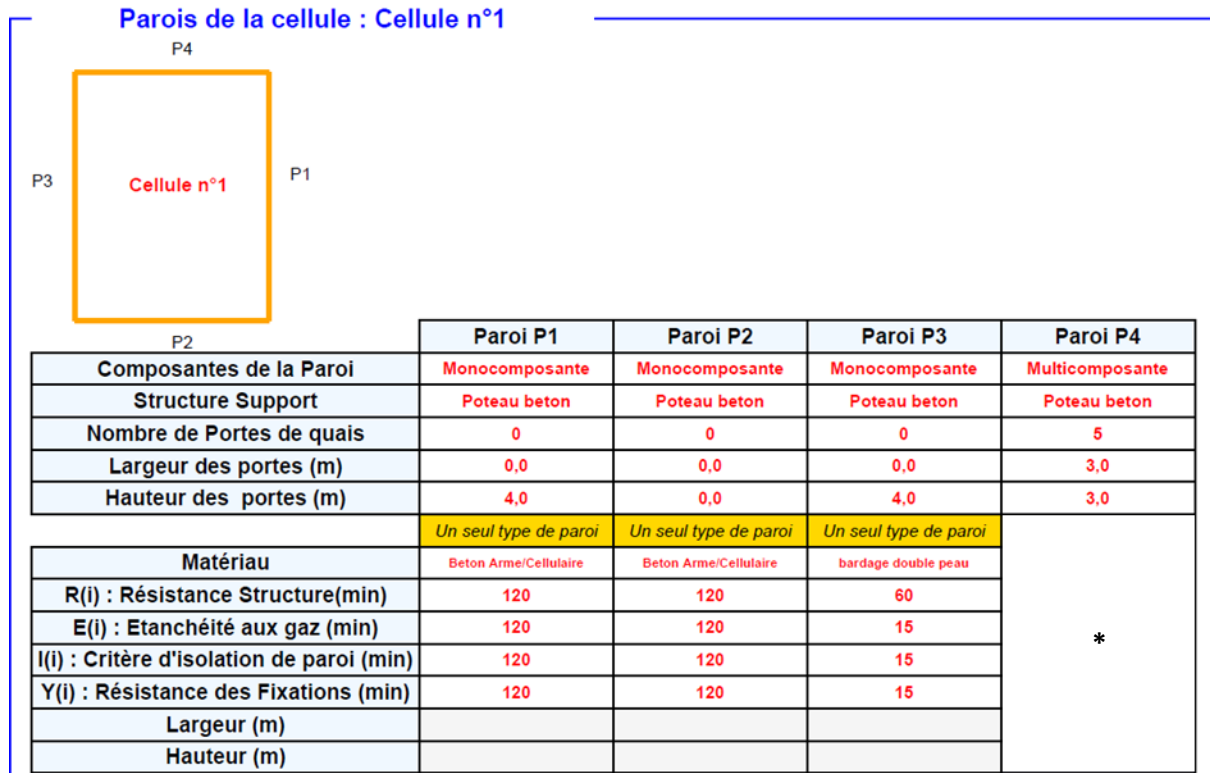 Parois de la cellule : Cellule n°1
P4
P3 Cellule n°1 P1
P2
Paroi P1 Paroi P2 Paroi P3 Paroi P4
Composantes de la Paroi Monocomposante Monocomposante Monocomposante Multicomposante
Structure Support Poteau beton Poteau beton Poteau beton Poteau beton
Nombre de Portes de quais 0 0 0 5
Largeur des portes (m) 0,0 0,0 0,0 3,0
Hauteur des portes (m) 4,0 0,0 4,0 3,0
Un seul type de paroi Un seul type de paroi Un seul type de paroi
Matériau Beton Arme/Cellulaire Beton Arme/Cellulaire bardage double peau
R(i) : Résistance Structure(min) 120 120 60
E(i) : Etanchéité aux gaz (min) 120 120 15
I(i) : Critère d'isolation de paroi (min) 120 120 15 *
Y(i) : Résistance des Fixations (min) 120 120 15
Largeur (m)
Hauteur (m)